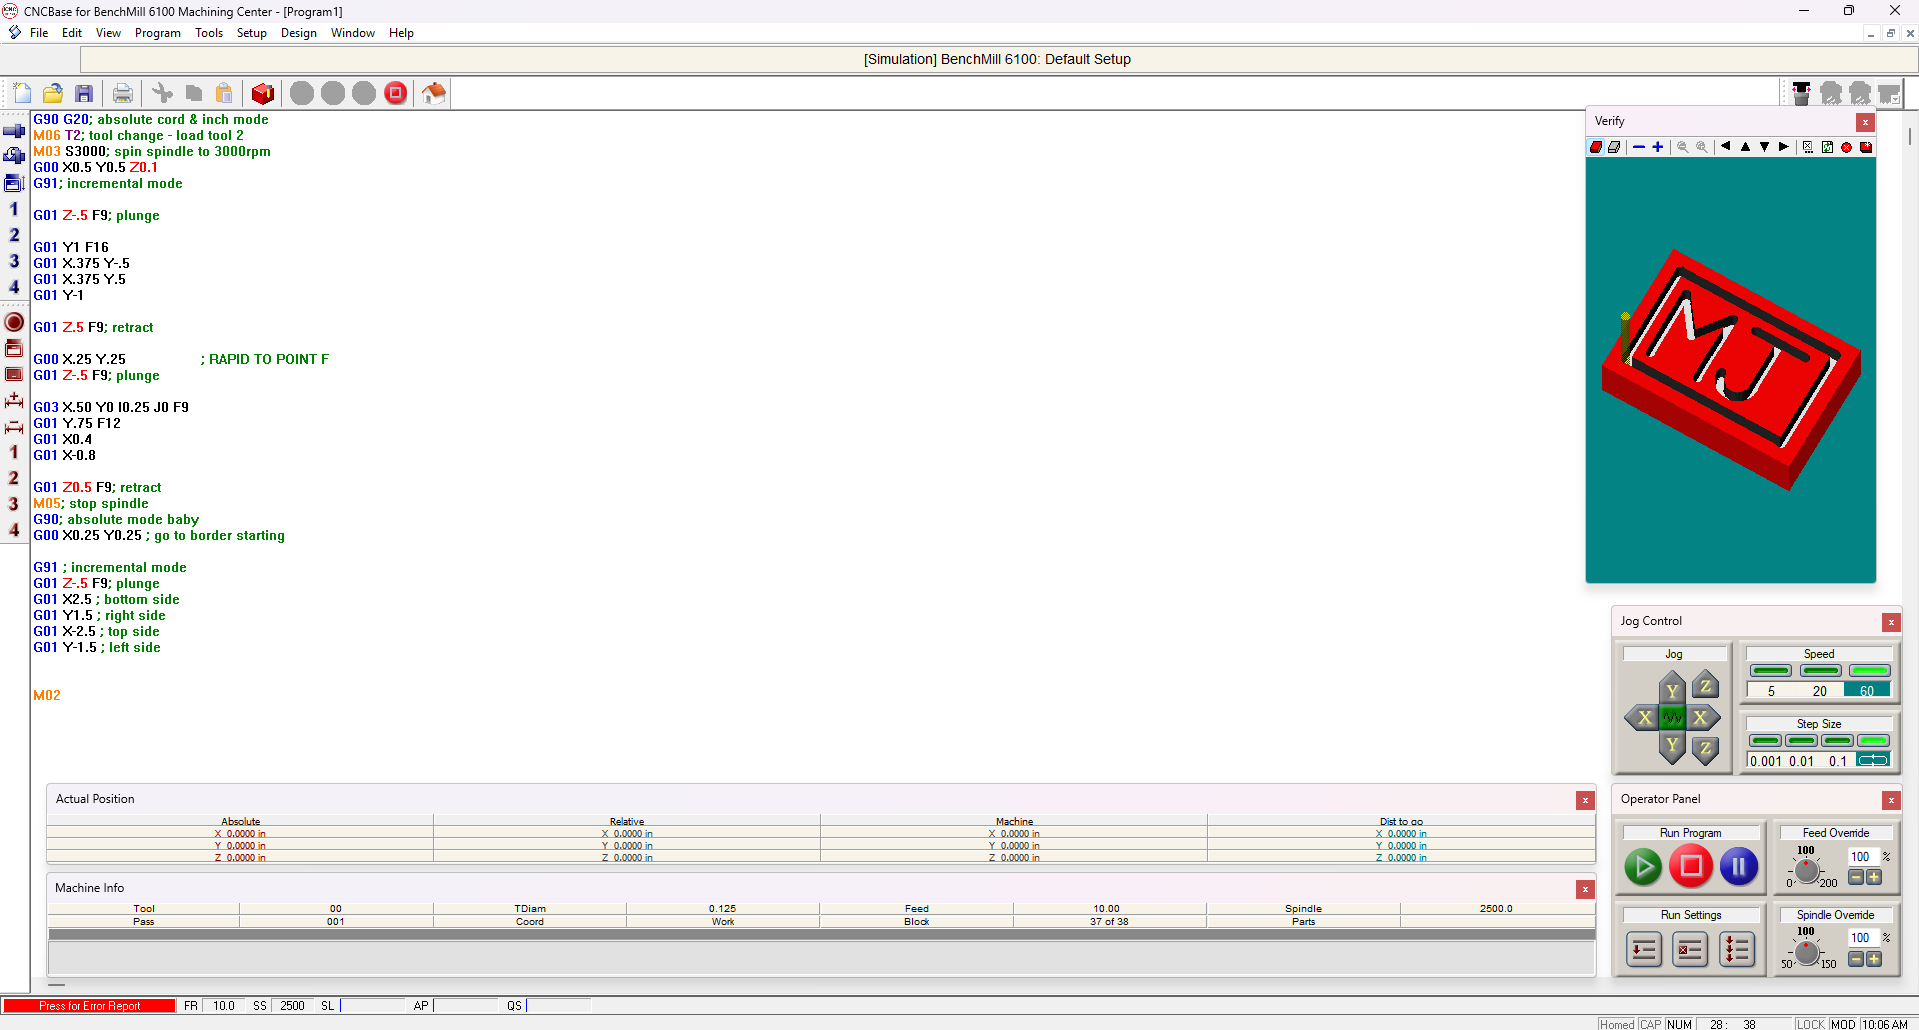 CNCBase for BenchMill 6100 Machining Center - [Program1]
File Edit View Program Tools Setup Design Window Help
[Simulation] BenchMill 6100: Default Setup
G90 G20; absolute cord & inch mode
M06 T2; tool change - load tool 2
M03 S3000; spin spindle to 3000rpm
G00 X0.5 Y0.5 Z0.1
G91; incremental mode
G01 Z-.5 F9; plunge
G01 Y1 F16
G01 X.375 Y-.5
G01 X.375 Y.5
G01 Y-1
G01 Z.5 F9; retract
G00 X.25 Y.25 ; RAPID TO POINT F
G01 Z-.5 F9; plunge
G03 X.50 Y0 I0.25 J0 F9
G01 Y.75 F12
G01 X0.4
G01 X-0.8
G01 Z0.5 F9; retract
M05; stop spindle
G90; absolute mode baby
G00 X0.25 Y0.25 ; go to border starting
G91 ; incremental mode
G01 Z-.5 F9; plunge
G01 X2.5 ; bottom side
G01 Y1.5 ; right side
G01 X-2.5 ; top side
G01 Y-1.5 ; left side
M02
1
2
3
4
1
2
3
4
Verify
MJ
Jog Control
Jog
Y Z
X X
Y Z
Speed
5 20 60
Step Size
0.001 0.01 0.1
Actual Position
Absolute Relative Machine Dist to go
X 0.0000 in X 0.0000 in X 0.0000 in X 0.0000 in
Y 0.0000 in Y 0.0000 in Y 0.0000 in Y 0.0000 in
Z 0.0000 in Z 0.0000 in Z 0.0000 in Z 0.0000 in
Machine Info
Tool 00 TDiam 0.125 Feed 10.00 Spindle 2500.0
Pass 001 Coord Work Block 37 of 38 Parts
Operator Panel
Run Program
Feed Override
100
100 %
0 200
Run Settings
Spindle Override
100
100 %
50 150
Press for Error Report FR 10.0 SS 2500 SL AP QS
Homed CAP NUM 28 : 38 LOCK MOD 10:06 AM